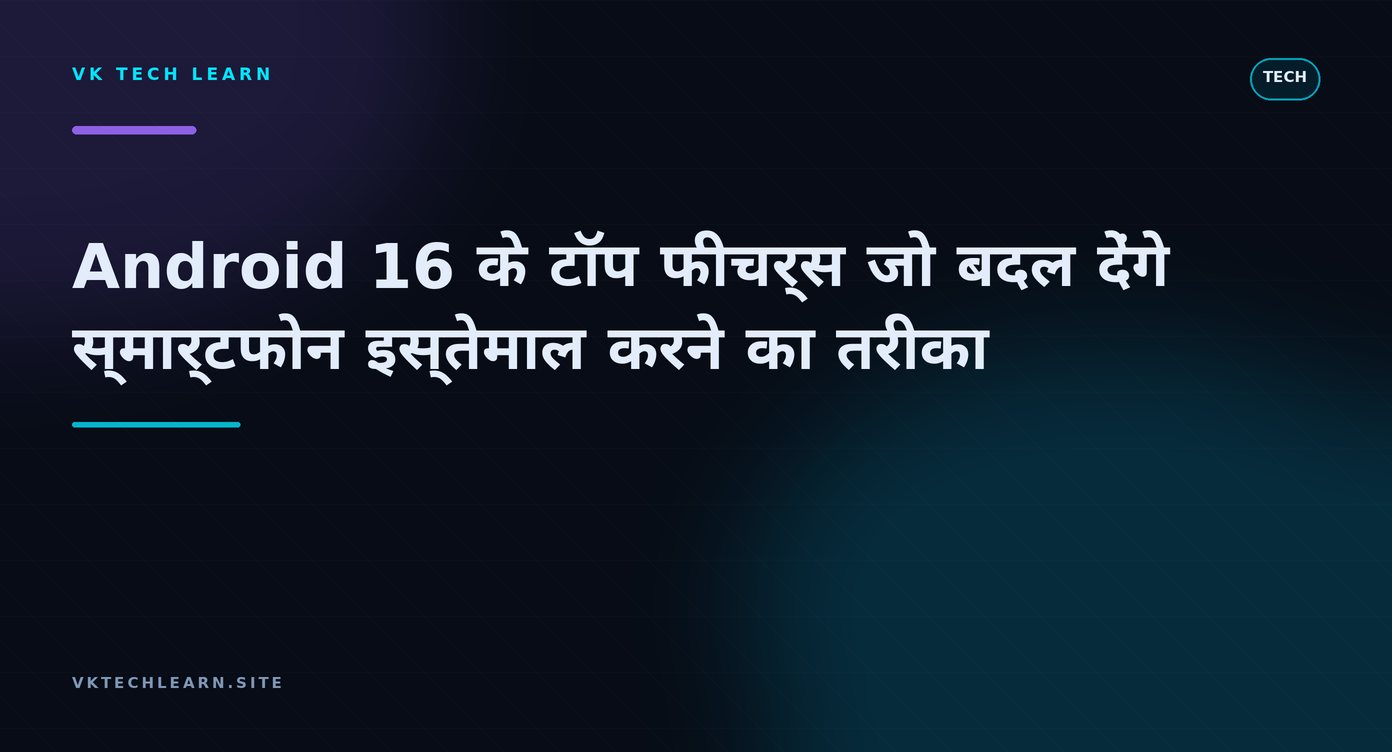 VK TECH LEARN
TECH
Android 16 के टॉप फीचर्स जो बदल देंगे
स्मार्टफोन इस्तेमाल करने का तरीका
VKTECHLEARN.SITE